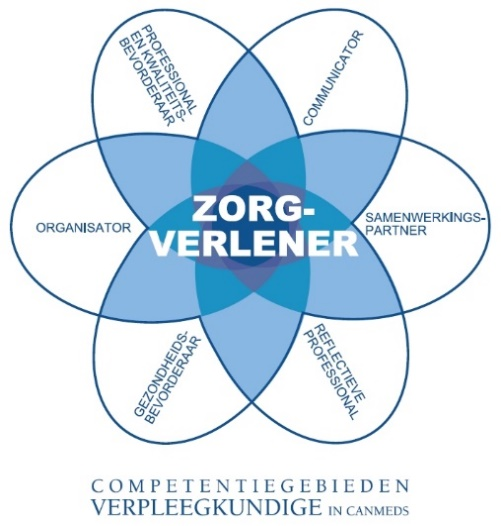 PROFESSIONAL
EN KWALITEITS-
BEVORDERAAR
COMMUNICATOR
ORGANISATOR
ZORG-
VERLENER
SAMENWERKINGS-
PARTNER
GEZONDHEIDS-
BEVORDERAAR
REFLECTIEVE
PROFESSIONAL
COMPETENTIEGEBIEDEN
VERPLEEGKUNDIGE IN CANMEDS